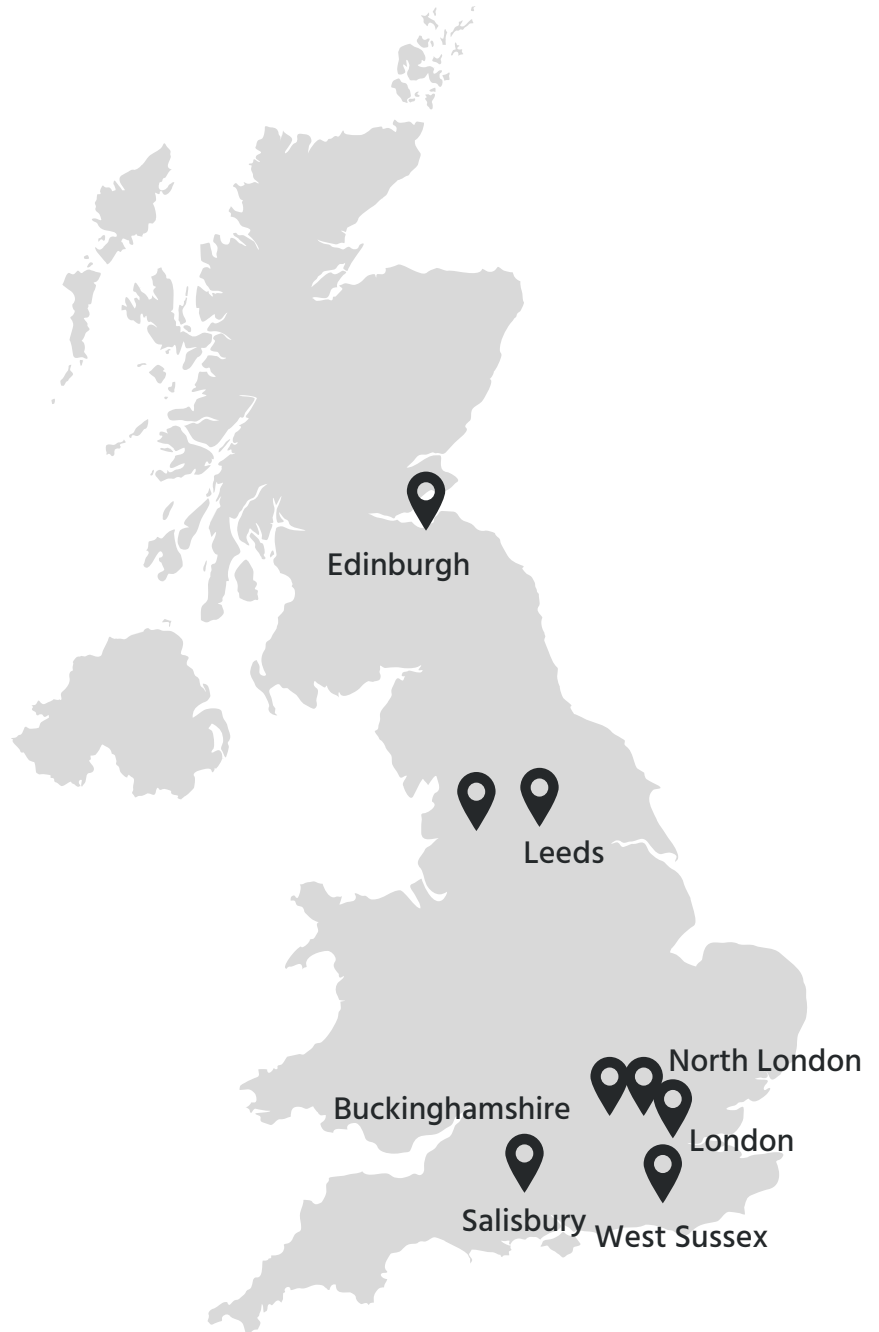 Edinburgh
Leeds
North London
Buckinghamshire
London
Salisbury
West Sussex